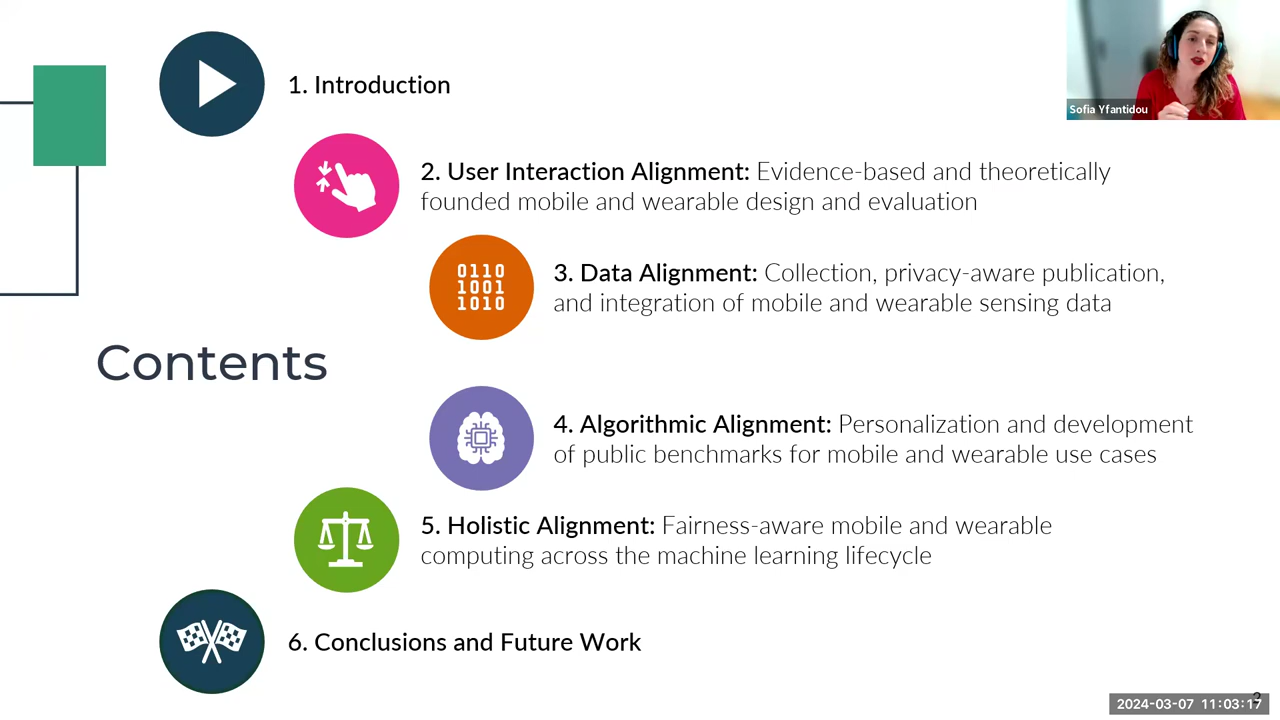 1. Introduction
Sofia Yfantidou
2. User Interaction Alignment: Evidence-based and theoretically
founded mobile and wearable design and evaluation
0110
1001
1010
3. Data Alignment: Collection, privacy-aware publication,
and integration of mobile and wearable sensing data
Contents
4. Algorithmic Alignment: Personalization and development
of public benchmarks for mobile and wearable use cases
5. Holistic Alignment: Fairness-aware mobile and wearable
computing across the machine learning lifecycle
6. Conclusions and Future Work
2024-03-07 11:03:17